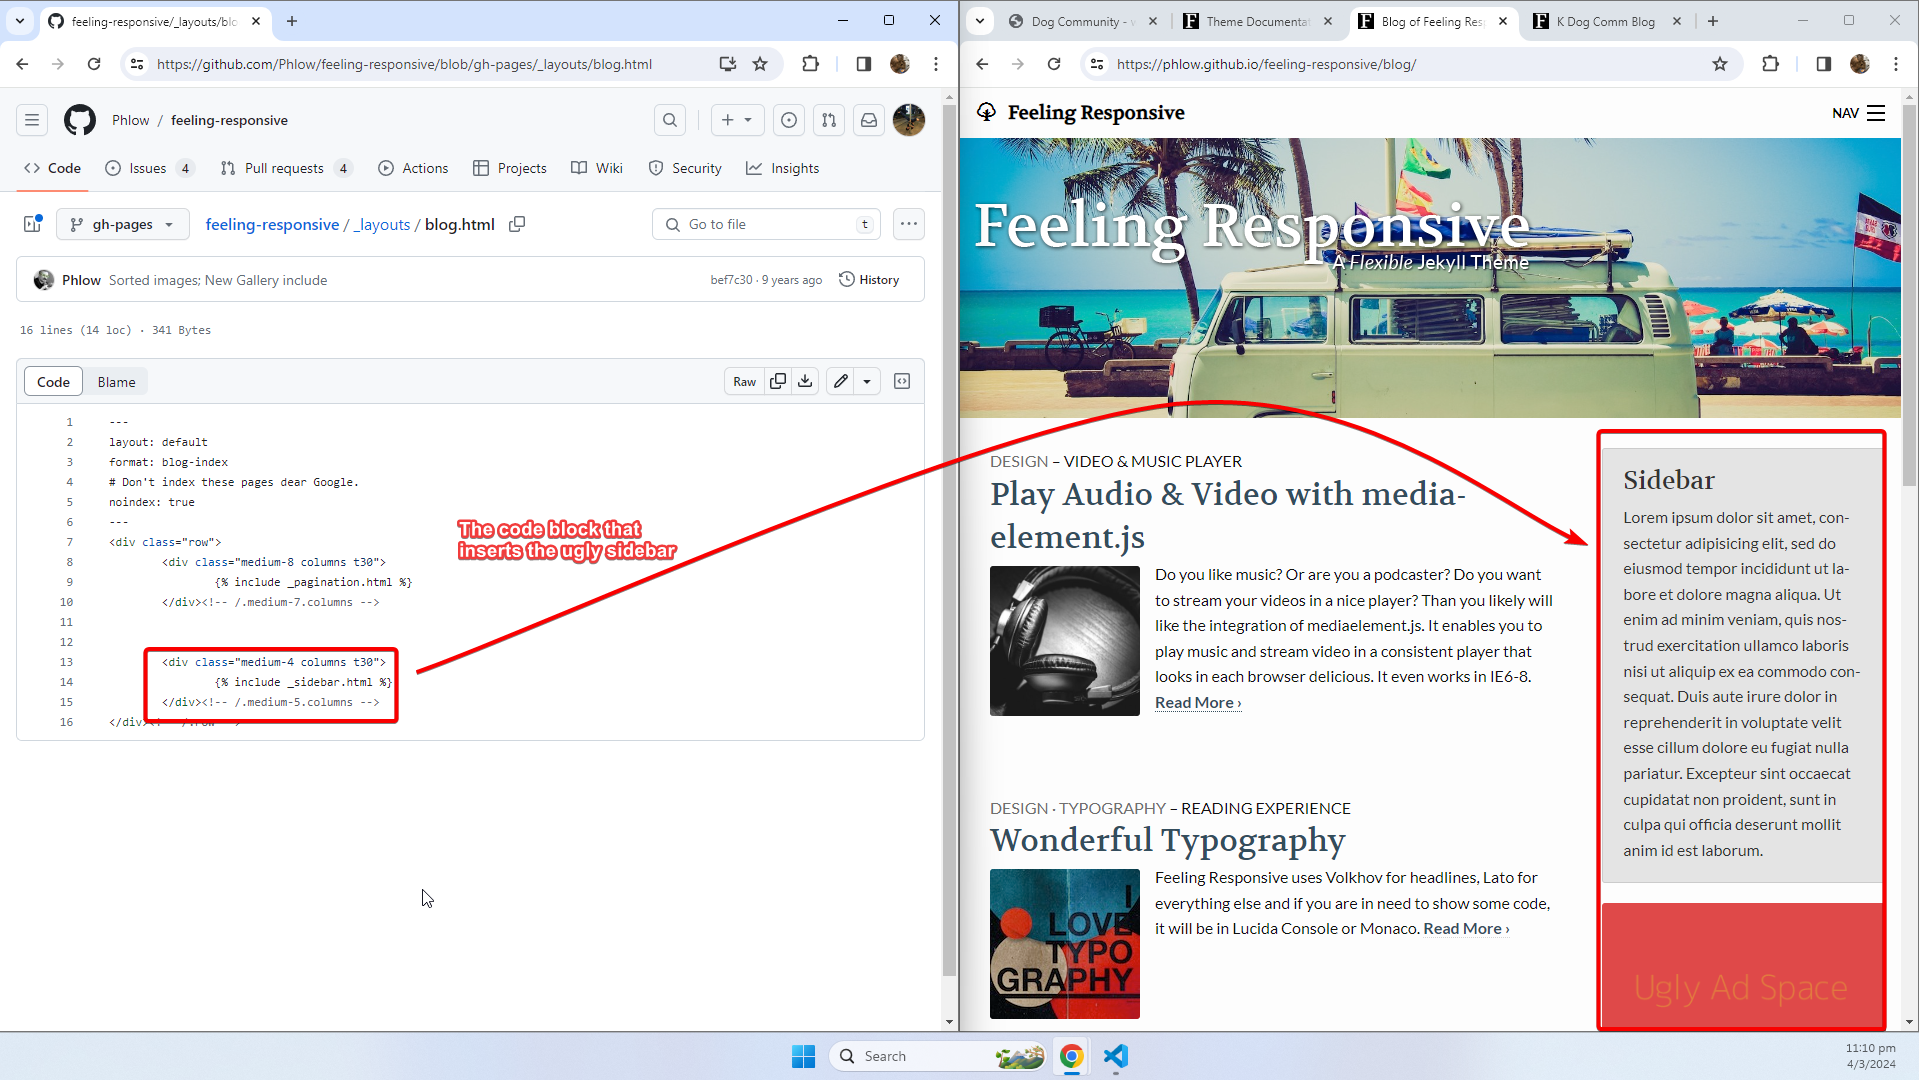 feeling-responsive/_layouts/blo
https://github.com/Phlow/feeling-responsive/blob/gh-pages/_layouts/blog.html
Phlow / feeling-responsive
Code
Issues 4
Pull requests 4
Actions
Projects
Wiki
Security
Insights
gh-pages
feeling-responsive / _layouts / blog.html
Go to file
t
Phlow Sorted images; New Gallery include
bef7c30 · 9 years ago
History
16 lines (14 loc) · 341 Bytes
Code
Blame
Raw
1 ---
2 layout: default
3 format: blog-index
4 # Don't index these pages dear Google.
5 noindex: true
6 ---
7 <div class="row">
8 <div class="medium-8 columns t30">
9 {% include _pagination.html %}
10 </div><!-- /.medium-7.columns -->
11
12
13 <div class="medium-4 columns t30">
14 {% include _sidebar.html %}
15 </div><!-- /.medium-5.columns -->
16 </div><!-- /.row -->
The code block that
inserts the ugly sidebar
Dog Community -
Theme Documentat
Blog of Feeling Resp
K Dog Comm Blog
https://phlow.github.io/feeling-responsive/blog/
Feeling Responsive
NAV
Feeling Responsive
A Flexible Jekyll Theme
DESIGN – VIDEO & MUSIC PLAYER
Play Audio & Video with media-
element.js
Do you like music? Or are you a podcaster? Do you want
to stream your videos in a nice player? Than you likely will
like the integration of mediaelement.js. It enables you to
play music and stream video in a consistent player that
looks in each browser delicious. It even works in IE6-8.
Read More ›
DESIGN · TYPOGRAPHY – READING EXPERIENCE
Wonderful Typography
I
LOVE
TYPO
GRAPHY
Feeling Responsive uses Volkhov for headlines, Lato for
everything else and if you are in need to show some code,
it will be in Lucida Console or Monaco. Read More ›
Sidebar
Lorem ipsum dolor sit amet, con-
sectetur adipisicing elit, sed do
eiusmod tempor incididunt ut la-
bore et dolore magna aliqua. Ut
enim ad minim veniam, quis nos-
trud exercitation ullamco laboris
nisi ut aliquip ex ea commodo con-
sequat. Duis aute irure dolor in
reprehenderit in voluptate velit
esse cillum dolore eu fugiat nulla
pariatur. Excepteur sint occaecat
cupidatat non proident, sunt in
culpa qui officia deserunt mollit
anim id est laborum.
Ugly Ad Space
Search
11:10 pm
4/3/2024